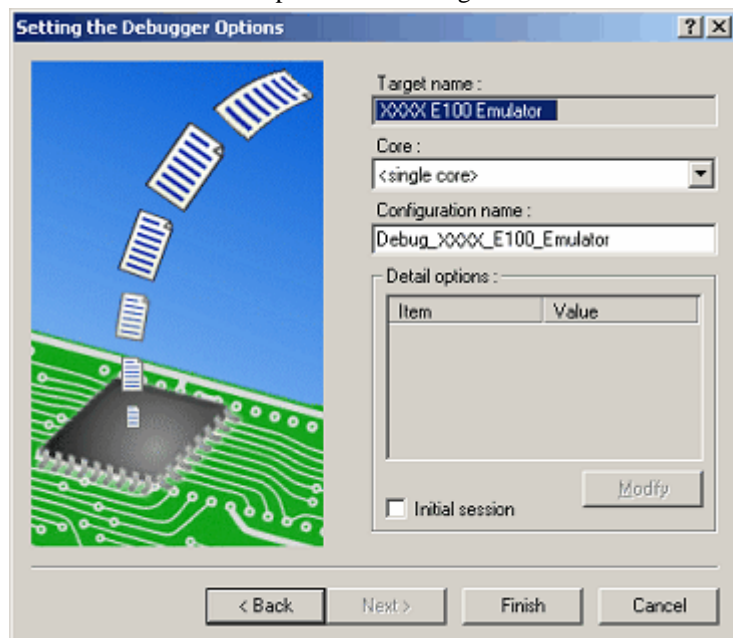 Setting the Debugger Options
Target name :
XXXX E100 Emulator
Core :
<single core>
Configuration name :
Debug_XXXX_E100_Emulator
Detail options :
Item Value
Modify
Initial session
< Back Next > Finish Cancel